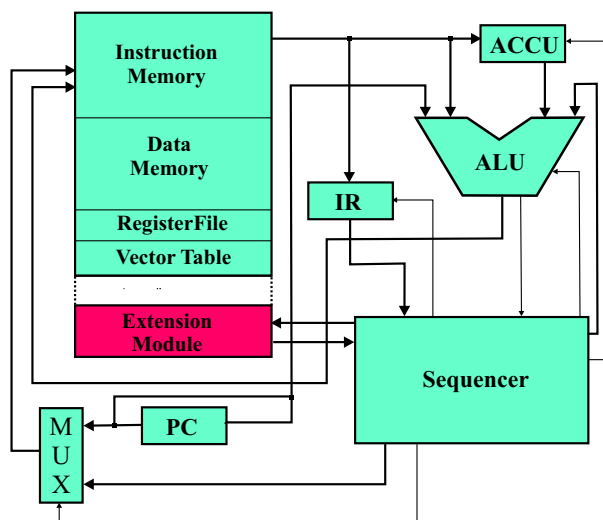 Instruction
Memory
ACCU
Data
Memory
ALU
IR
RegisterFile
Vector Table
Extension
Module
Sequencer
PC
M
U
X